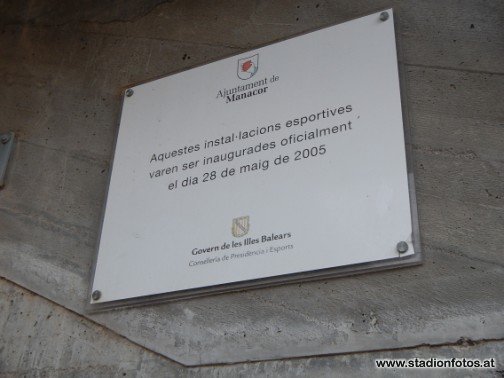 Ajuntament de
Manacor
Aquestes instal·lacions esportives
varen ser inaugurades oficialment
el dia 28 de maig de 2005
Govern de les Illes Balears
Conselleria de Presidència i Esports
www.stadionfotos.at